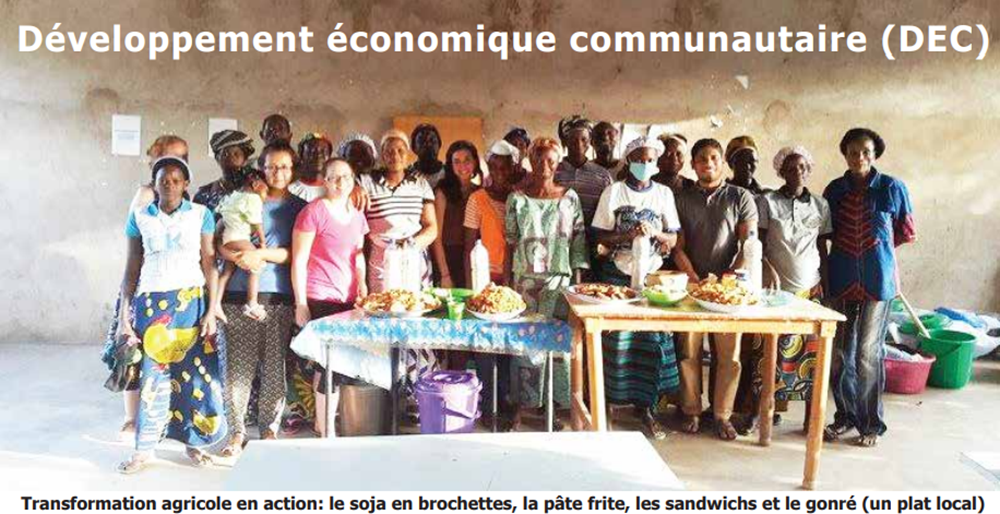 Développement économique communautaire (DEC)
Transformation agricole en action: le soja en brochettes, la pâte frite, les sandwichs et le gonré (un plat local)